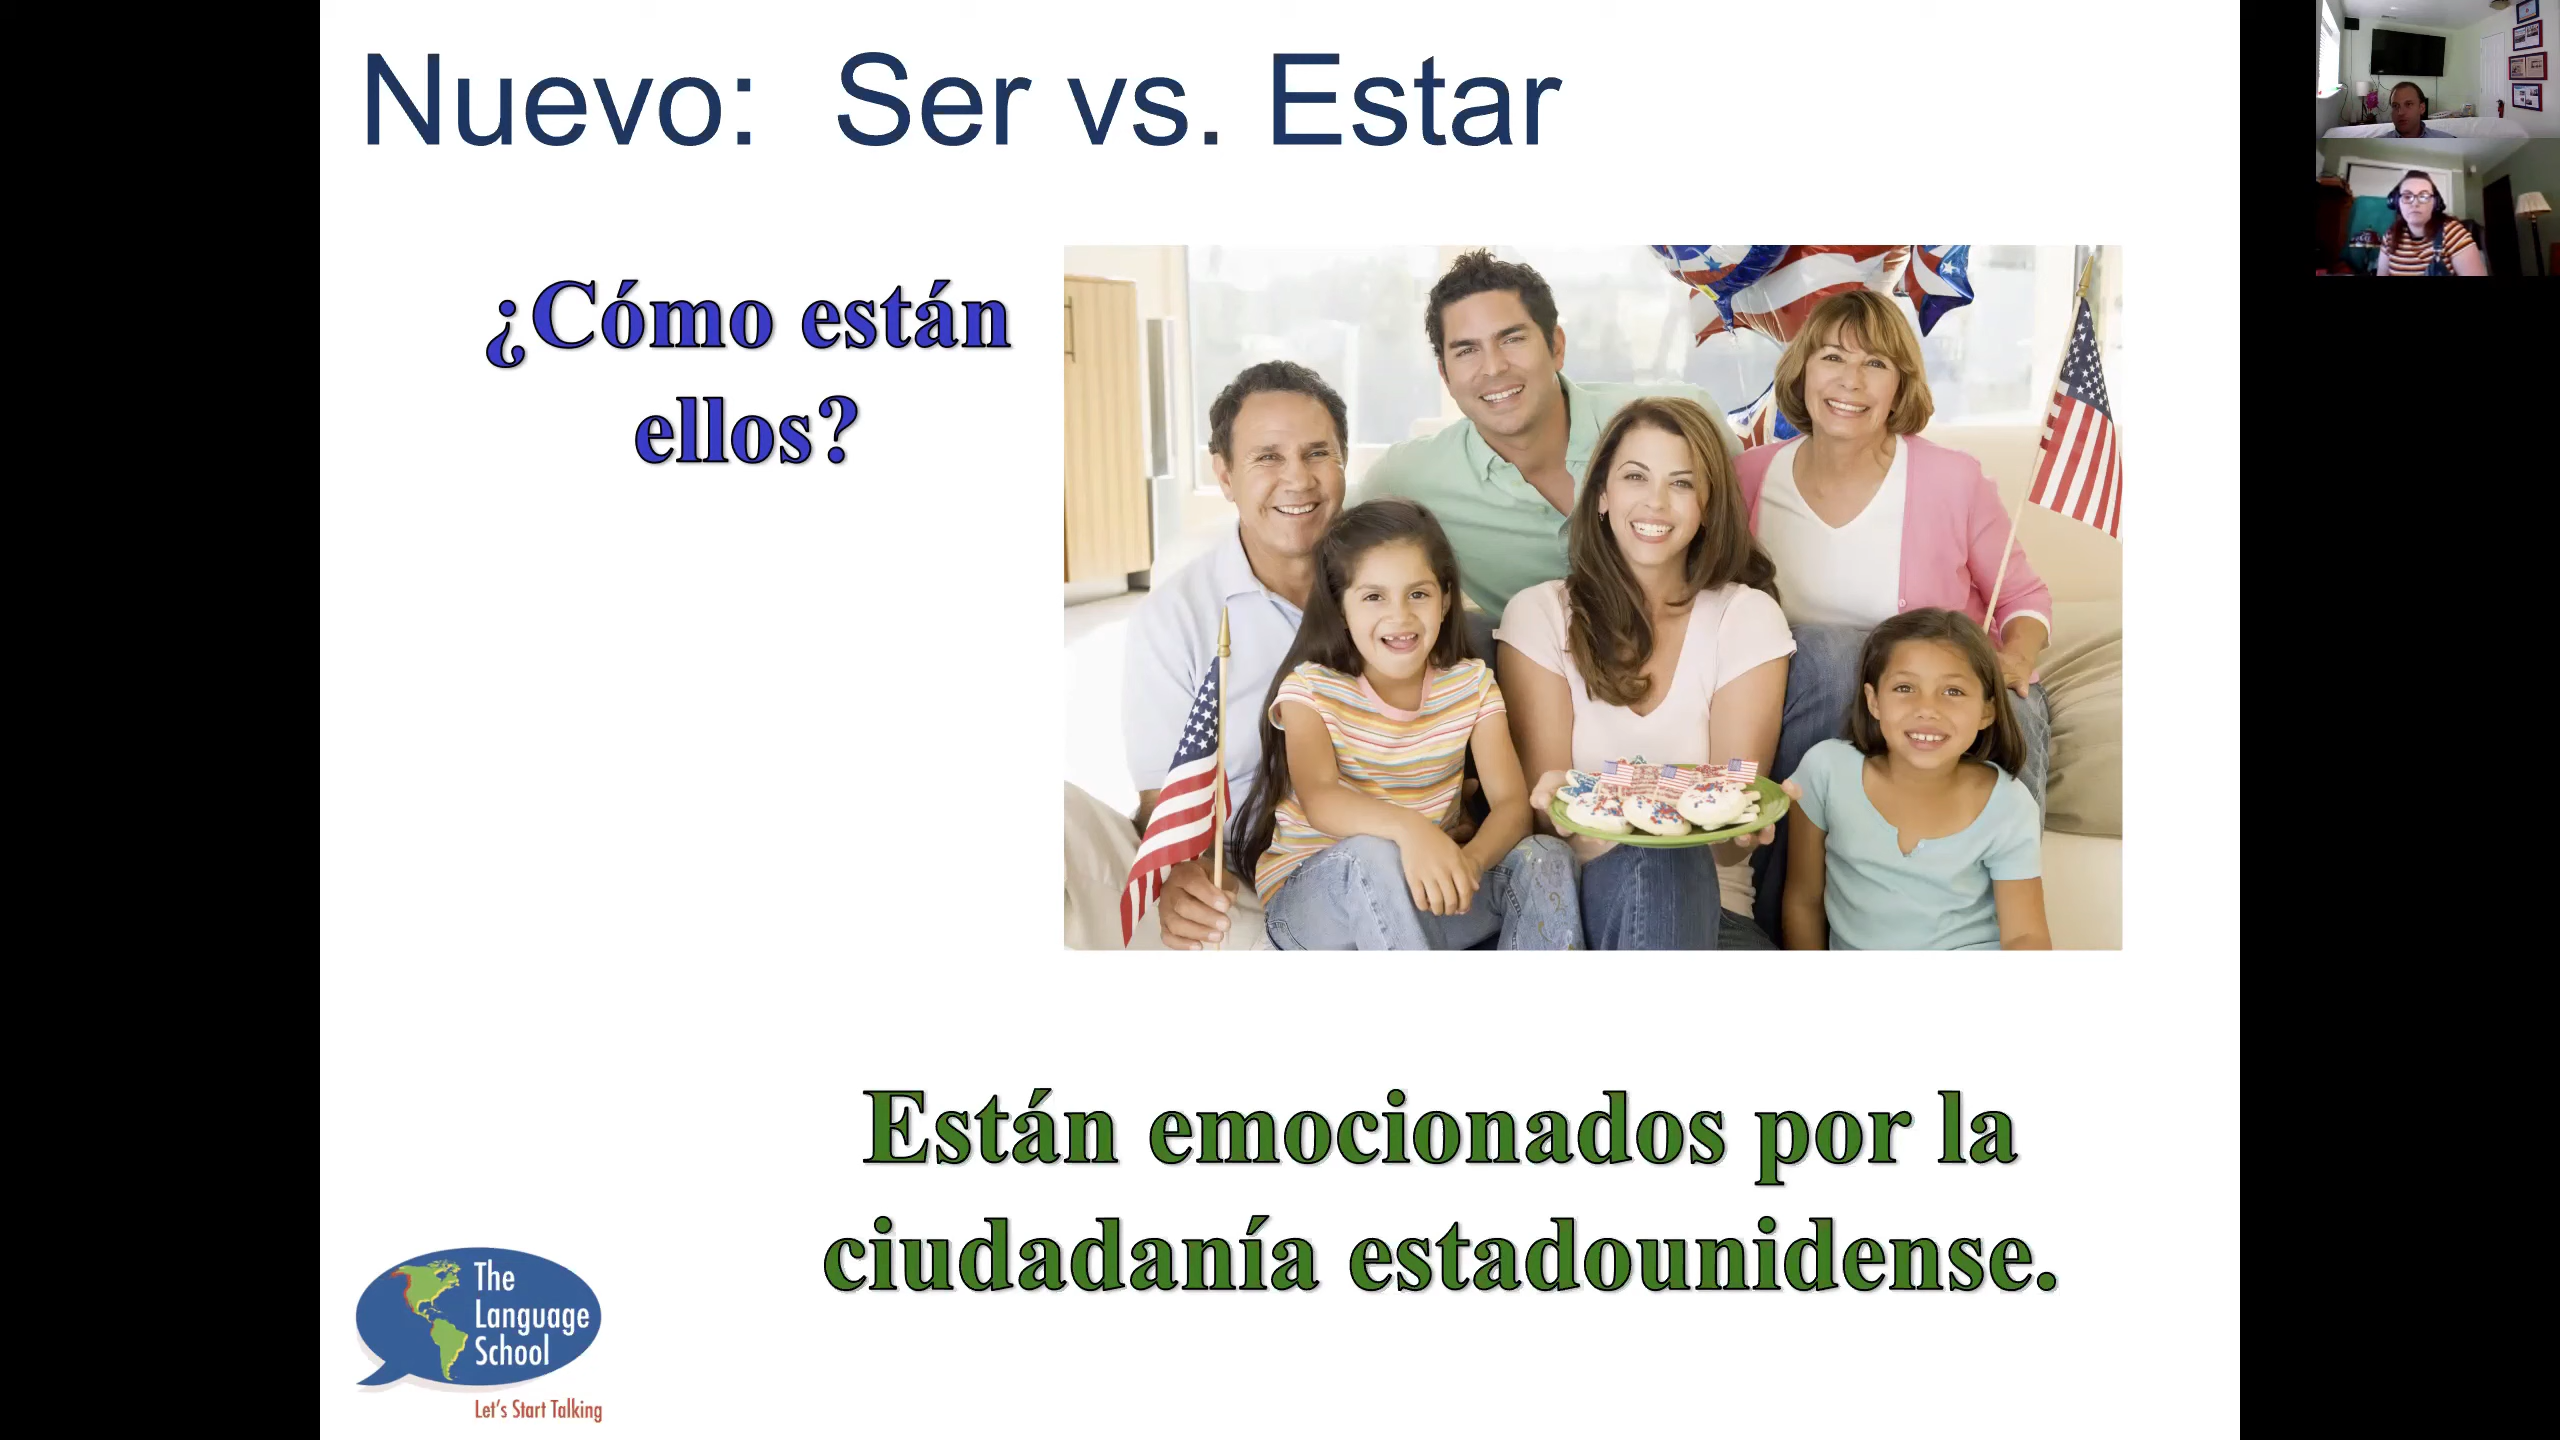 Nuevo: Ser vs. Estar
¿Cómo están
ellos?
Están emocionados por la
ciudadanía estadounidense.
The
Language
School
Let's Start Talking